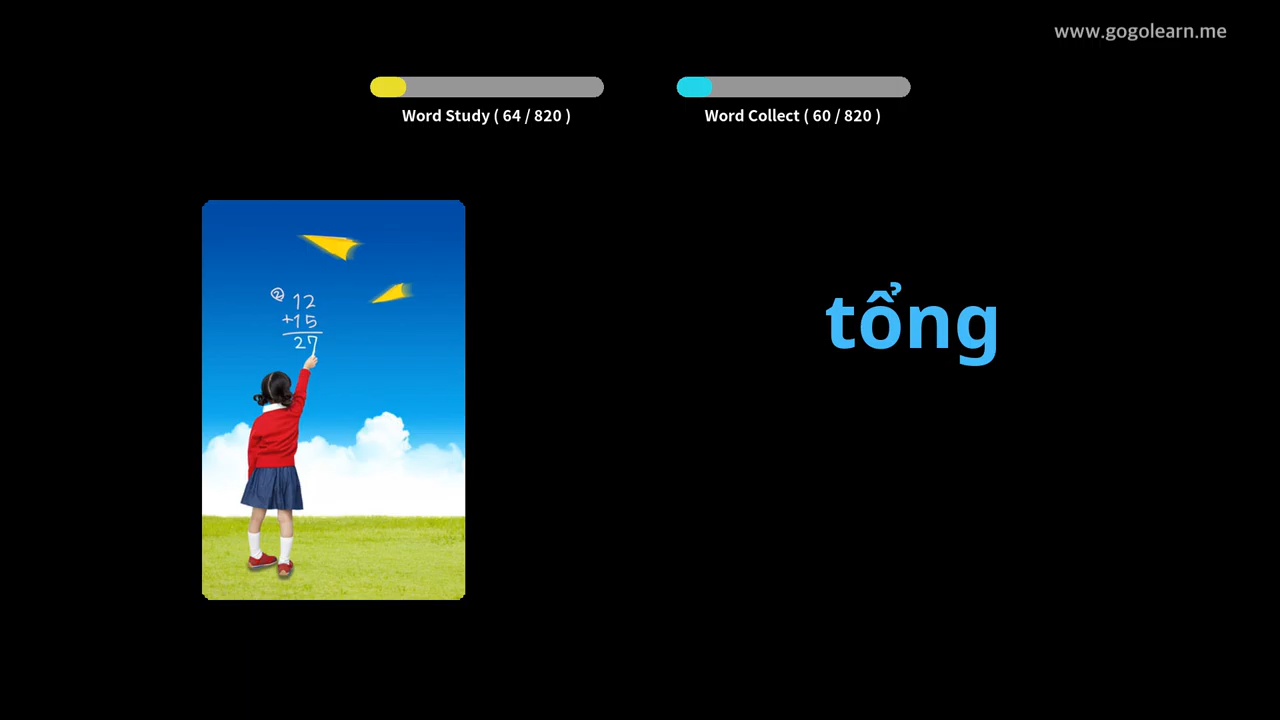 www.gogolearn.me
Word Study ( 64 / 820 )
Word Collect ( 60 / 820 )
② 12
+15
27
tổng